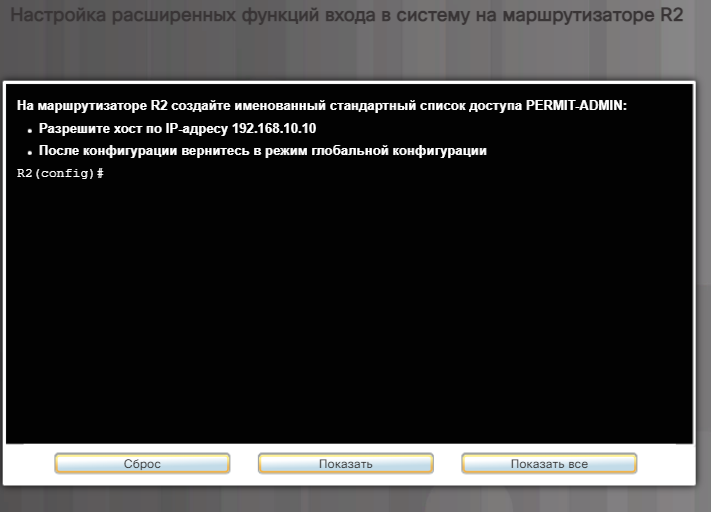 Настройка расширенных функций входа в систему на маршрутизаторе R2
На маршрутизаторе R2 создайте именованный стандартный список доступа PERMIT-ADMIN:
• Разрешите хост по IP-адресу 192.168.10.10
• После конфигурации вернитесь в режим глобальной конфигурации
R2(config)#
Сброс
Показать
Показать все